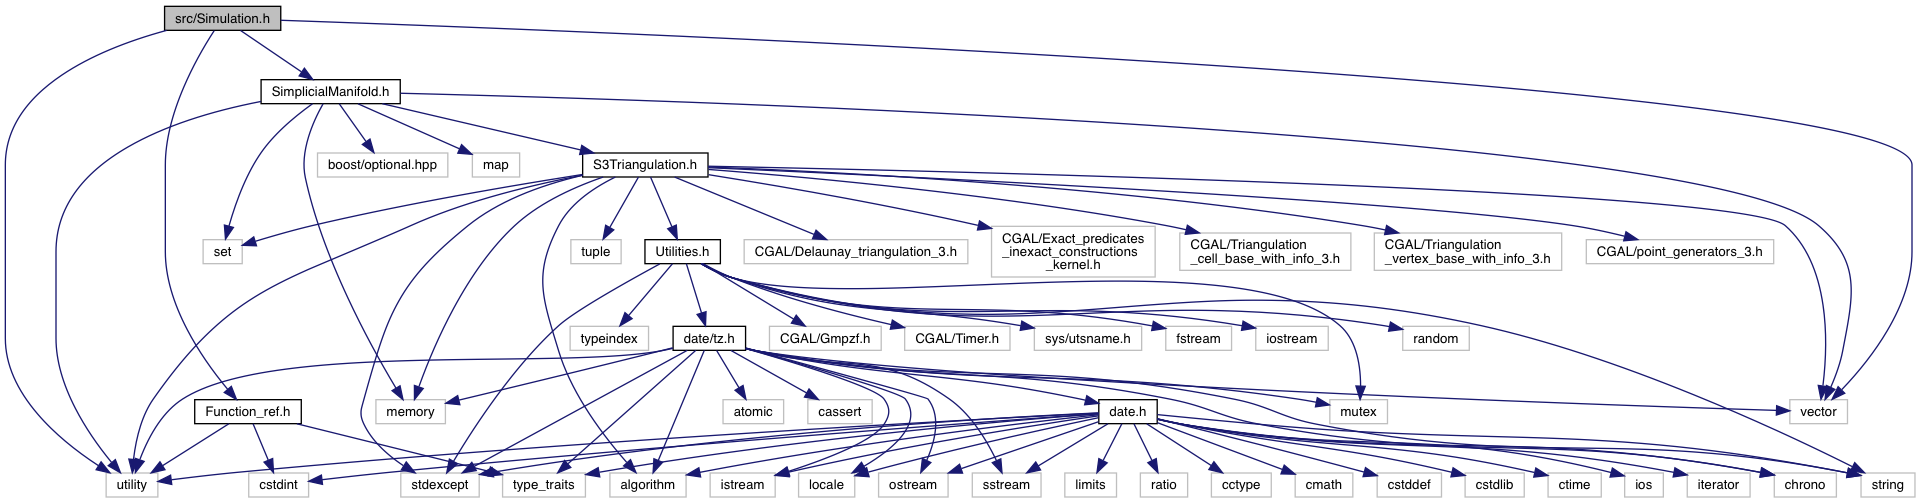 src/Simulation.h
SimplicialManifold.h
boost/optional.hpp
map
S3Triangulation.h
set
tuple
Utilities.h
CGAL/Delaunay_triangulation_3.h
CGAL/Exact_predicates
_inexact_constructions
_kernel.h
CGAL/Triangulation
_cell_base_with_info_3.h
CGAL/Triangulation
_vertex_base_with_info_3.h
CGAL/point_generators_3.h
typeindex
date/tz.h
CGAL/Gmpzf.h
CGAL/Timer.h
sys/utsname.h
fstream
iostream
random
Function_ref.h
memory
atomic
cassert
date.h
mutex
vector
utility
cstdint
stdexcept
type_traits
algorithm
istream
locale
ostream
sstream
limits
ratio
cctype
cmath
cstddef
cstdlib
ctime
ios
iterator
chrono
string